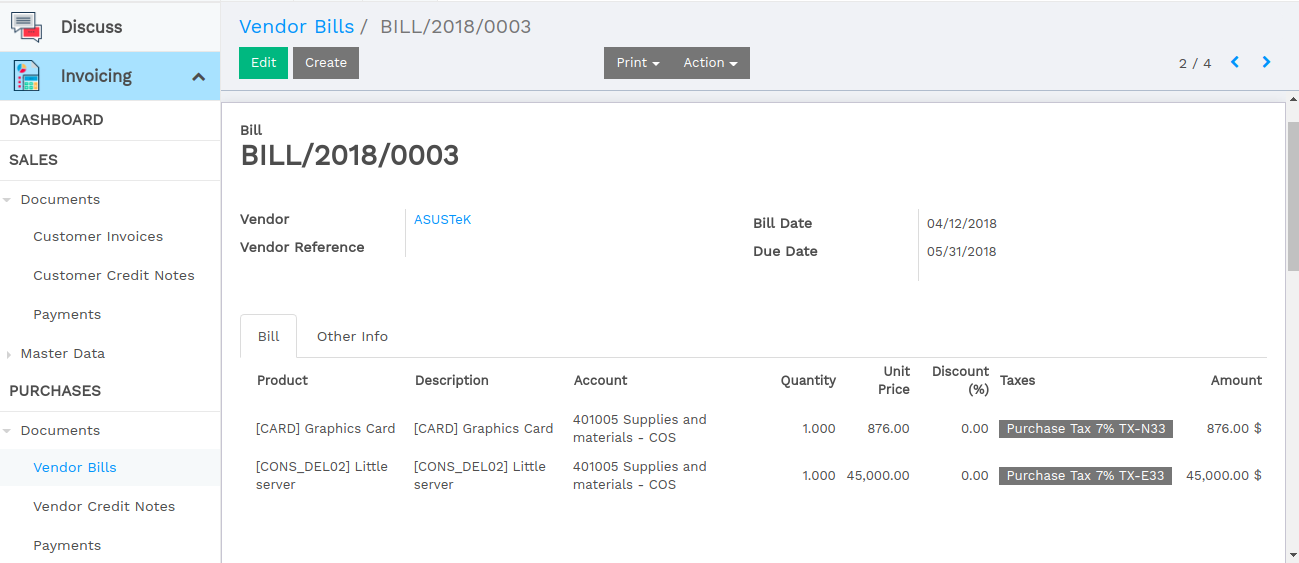 Discuss
Invoicing
DASHBOARD
SALES
Documents
Customer Invoices
Customer Credit Notes
Payments
Master Data
PURCHASES
Documents
Vendor Bills
Vendor Credit Notes
Payments
Vendor Bills / BILL/2018/0003
Edit Create Print Action 2 / 4
Bill
BILL/2018/0003
Vendor ASUSTeK
Vendor Reference
Bill Date 04/12/2018
Due Date 05/31/2018
Bill Other Info
Product Description Account Quantity Unit Price Discount (%) Taxes Amount
[CARD] Graphics Card [CARD] Graphics Card 401005 Supplies and materials - COS 1.000 876.00 0.00 Purchase Tax 7% TX-N33 876.00 $
[CONS_DEL02] Little server [CONS_DEL02] Little server 401005 Supplies and materials - COS 1.000 45,000.00 0.00 Purchase Tax 7% TX-E33 45,000.00 $